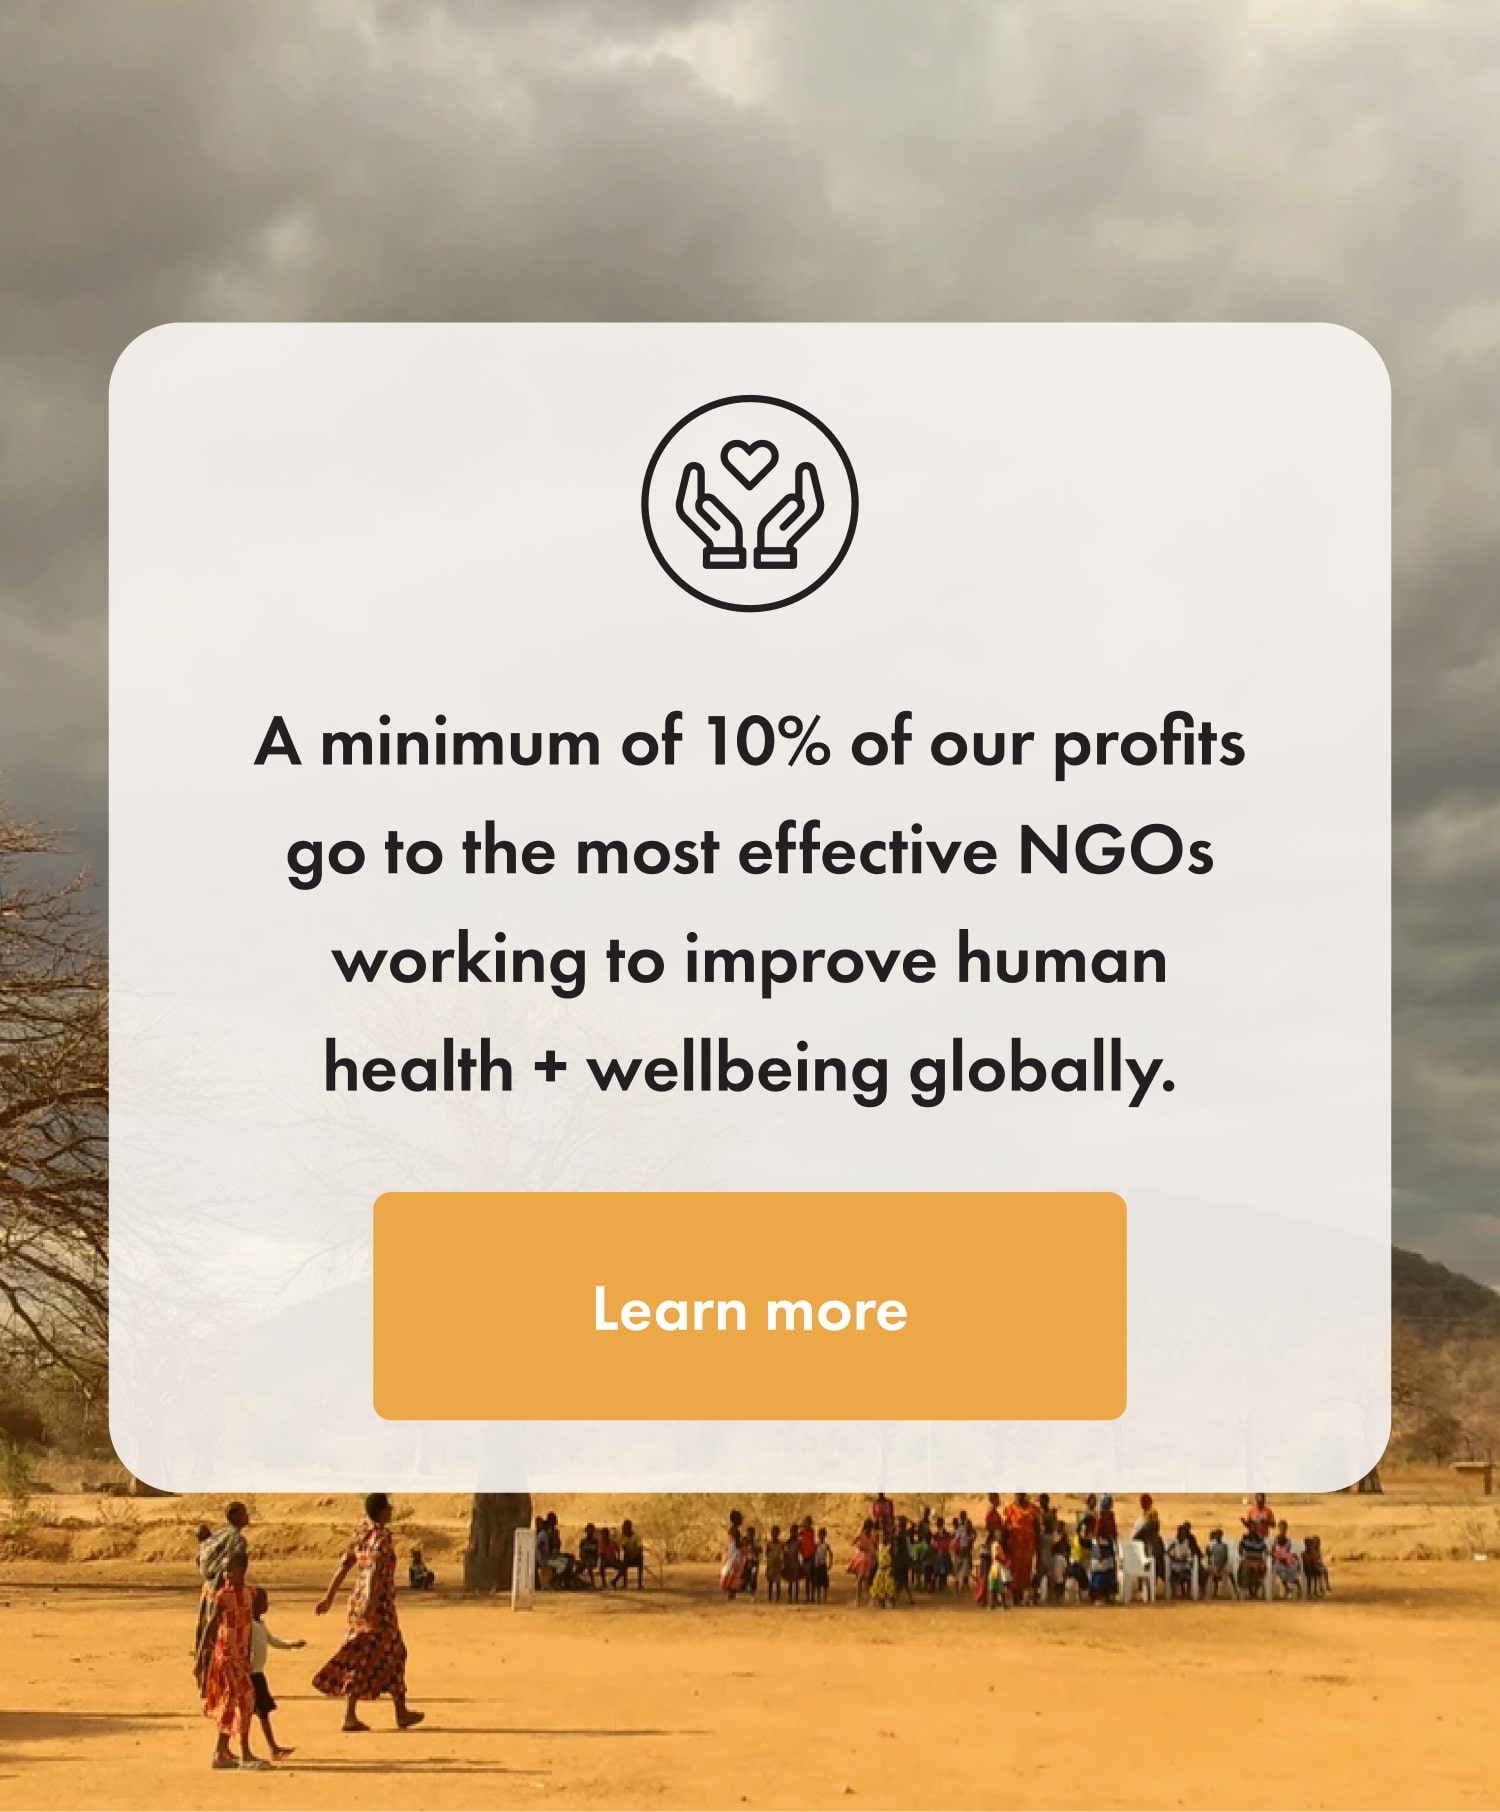 A minimum of 10% of our profits
go to the most effective NGOs
working to improve human
health + wellbeing globally.
Learn more